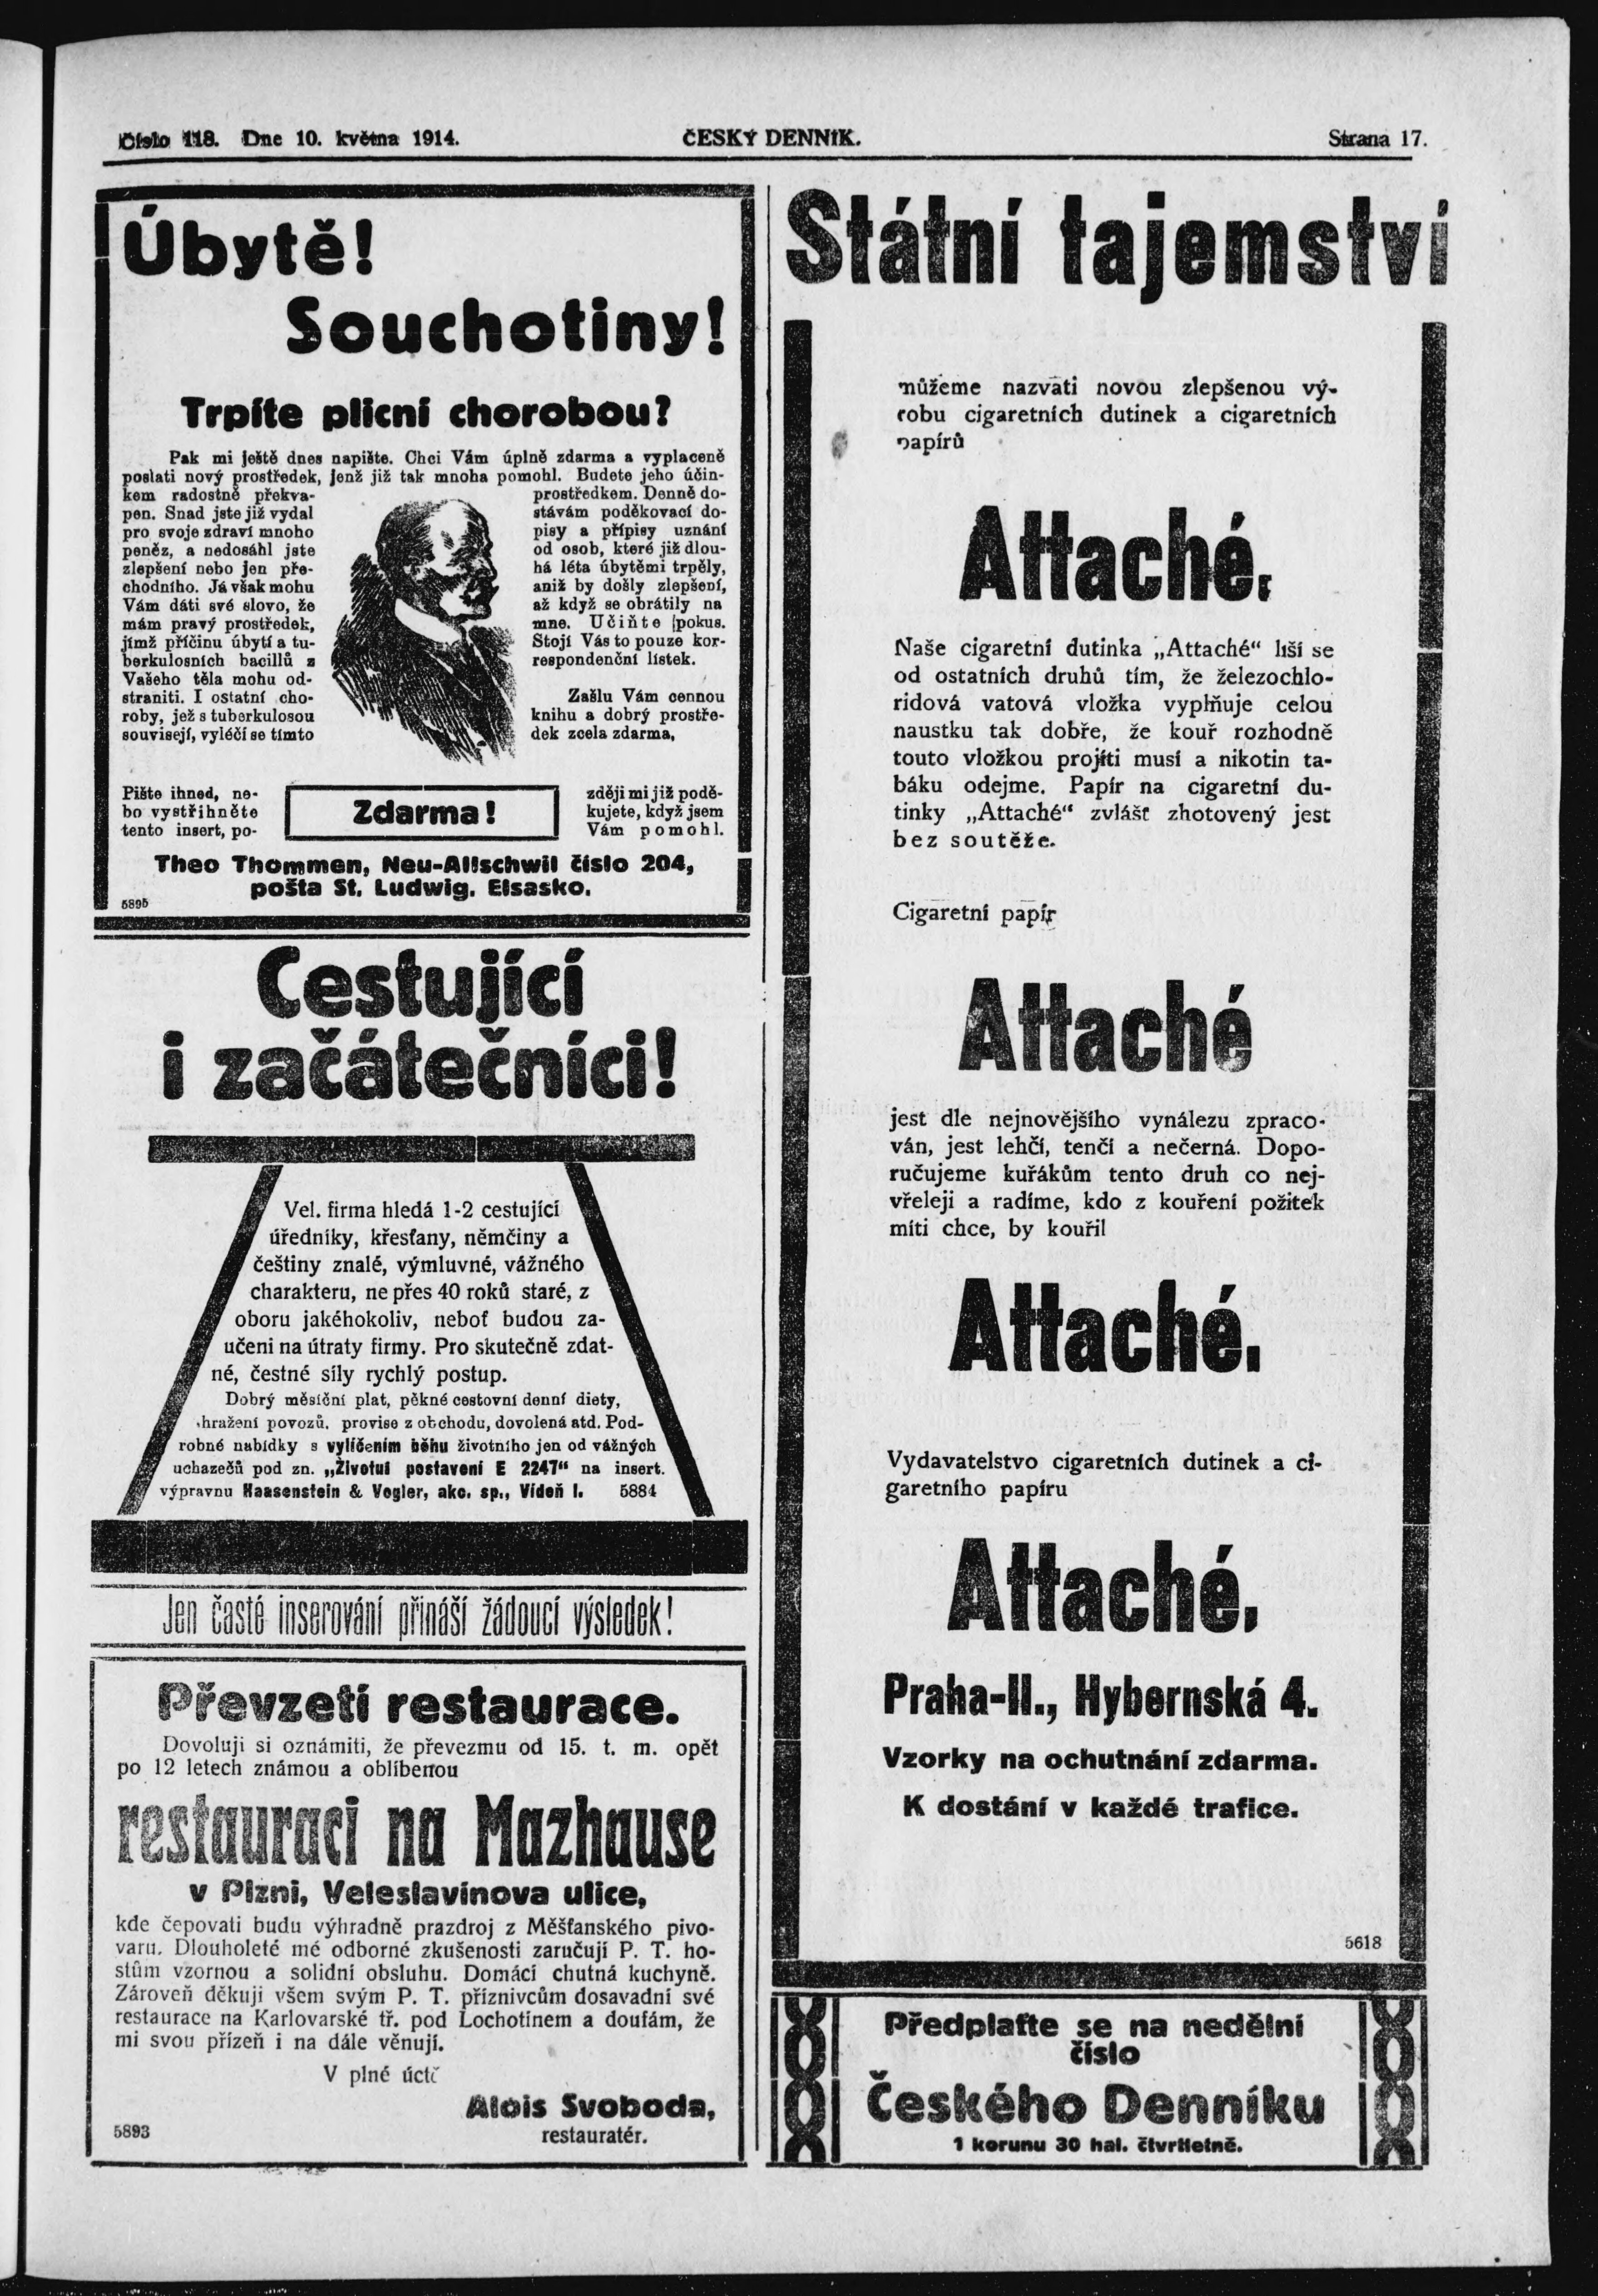 Číslo 118. Dne 10. května 1914.
ČESKÝ DENNÍK.
Strana 17.
Úbytě!
Souchotiny!
Trpíte plicní chorobou?
Pak mi ještě dnes napište. Chci Vám úplně zdarma a vyplaceně
poslati nový prostředek, jenž již tak mnoha pomohl. Budete jeho účin-
kem radostně překva-
pen. Snad jste již vydal
pro svoje zdraví mnoho
peněz, a nedosáhl jste
zlepšení nebo jen pře-
chodního. Já však mohu
Vám dáti své slovo, že
mám pravý prostředek,
jímž příčinu úbytí a tu-
berkulosních bacillů z
Vašeho těla mohu od-
straniti. I ostatní cho-
roby, jež s tuberkulosou
souvisejí, vyléčí se tímto
prostředkem. Denně do-
stávám poděkovací do-
pisy a přípisy uznání
od osob, které již dlou-
há léta úbytěmi trpěly,
aniž by došly zlepšení,
až když se obrátily na
mne. Učiňte pokus.
Stojí Vás to pouze kor-
respondenční lístek.
Zašlu Vám cennou
knihu a dobrý prostře-
dek zcela zdarma,
Pište ihned, ne-
bo vystřihněte
tento insert, po-
Zdarma!
zději mi již podě-
kujete, když jsem
Vám pomohl.
Theo Thommen, Neu-Allschwil číslo 204,
pošta St. Ludwig. Elsasko.
5895
Cestující
i začátečníci!
Vel. firma hledá 1-2 cestující
úředníky, křesťany, němčiny a
češtiny znalé, výmluvné, vážného
charakteru, ne přes 40 roků staré, z
oboru jakéhokoliv, neboť budou za-
učeni na útraty firmy. Pro skutečně zdat-
né, čestné síly rychlý postup.
Dobrý měsíční plat, pěkné cestovní denní diety,
hražení povozů, provise z obchodu, dovolená atd. Pod-
robné nabídky s vylíčením běhu životního jen od vážných
uchazečů pod zn. „Životní postavení E 2247“ na insert.
výpravnu Haasenstein & Vogler, akc. sp., Vídeň I. 5884
Jen časté inserování přináší žádoucí výsledek!
Převzetí restaurace.
Dovoluji si oznámiti, že převezmu od 15. t. m. opět
po 12 letech známou a oblíbenou
restauraci na Mazhause
v Plzni, Veleslavínova ulice,
kde čepovati budu výhradně prazdroj z Měšťanského pivo-
varu. Dlouholeté mé odborné zkušenosti zaručují P. T. ho-
stům vzornou a solidní obsluhu. Domácí chutná kuchyně.
Zároveň děkuji všem svým P. T. příznivcům dosavadní své
restaurace na Karlovarské tř. pod Lochotínem a doufám, že
mi svou přízeň i na dále věnují.
V plné úctě
Alois Svoboda,
restauratér.
5893
Státní tajemství
můžeme nazvati novou zlepšenou vý-
robu cigaretních dutinek a cigaretních
papírů
Attaché.
Naše cigaretní dutinka „Attaché“ liší se
od ostatních druhů tím, že železochlo-
ridová vatová vložka vyplňuje celou
naustku tak dobře, že kouř rozhodně
touto vložkou projíti musí a nikotin ta-
báku odejme. Papír na cigaretní du-
tinky „Attaché“ zvlášť zhotovený jest
bez soutěže.
Cigaretní papír
Attaché
jest dle nejnovějšího vynálezu zpraco-
ván, jest lehčí, tenčí a nečerná. Dopo-
ručujeme kuřákům tento druh co nej-
vřeleji a radíme, kdo z kouření požitek
míti chce, by kouřil
Attaché.
Vydavatelstvo cigaretních dutinek a ci-
garetního papíru
Attaché,
Praha-II., Hybernská 4.
Vzorky na ochutnání zdarma.
K dostání v každé trafice.
5618
Předplaťte se na nedělní
číslo
Českého Denníku
1 korunu 30 hal. čtvrtletně.